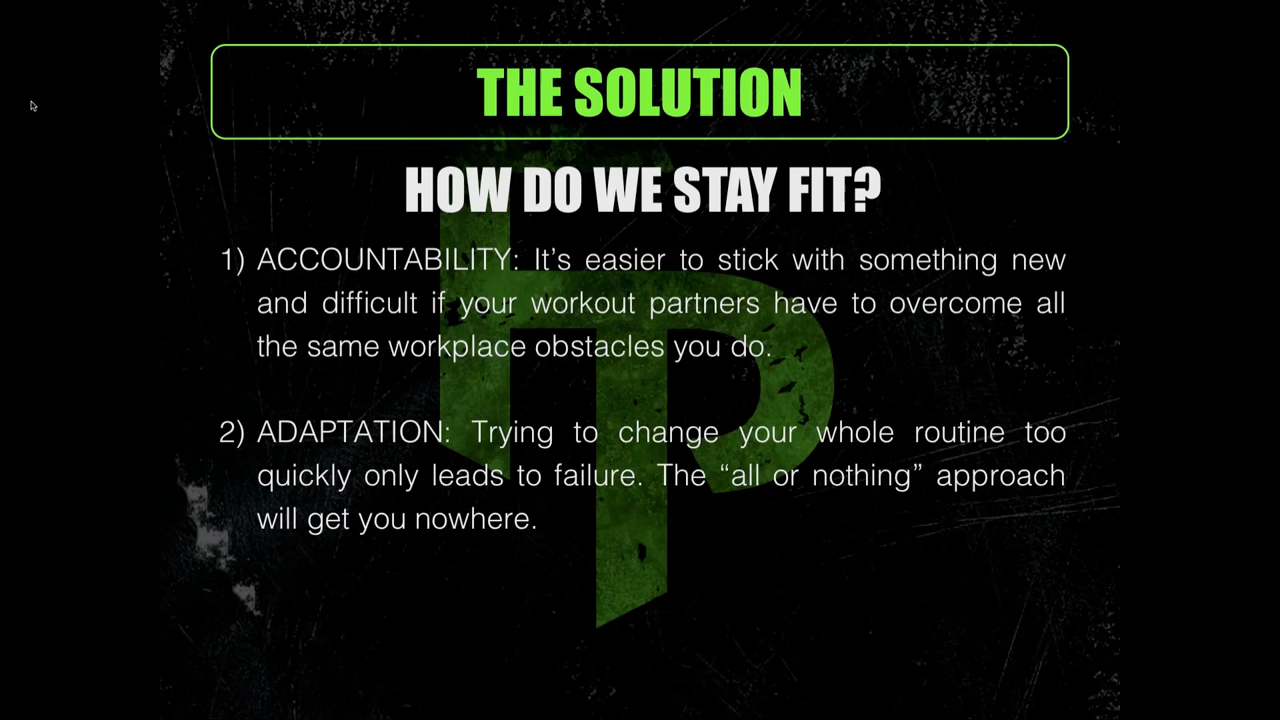 THE SOLUTION
HOW DO WE STAY FIT?
1) ACCOUNTABILITY: It’s easier to stick with something new
and difficult if your workout partners have to overcome all
the same workplace obstacles you do.
2) ADAPTATION: Trying to change your whole routine too
quickly only leads to failure. The “all or nothing” approach
will get you nowhere.